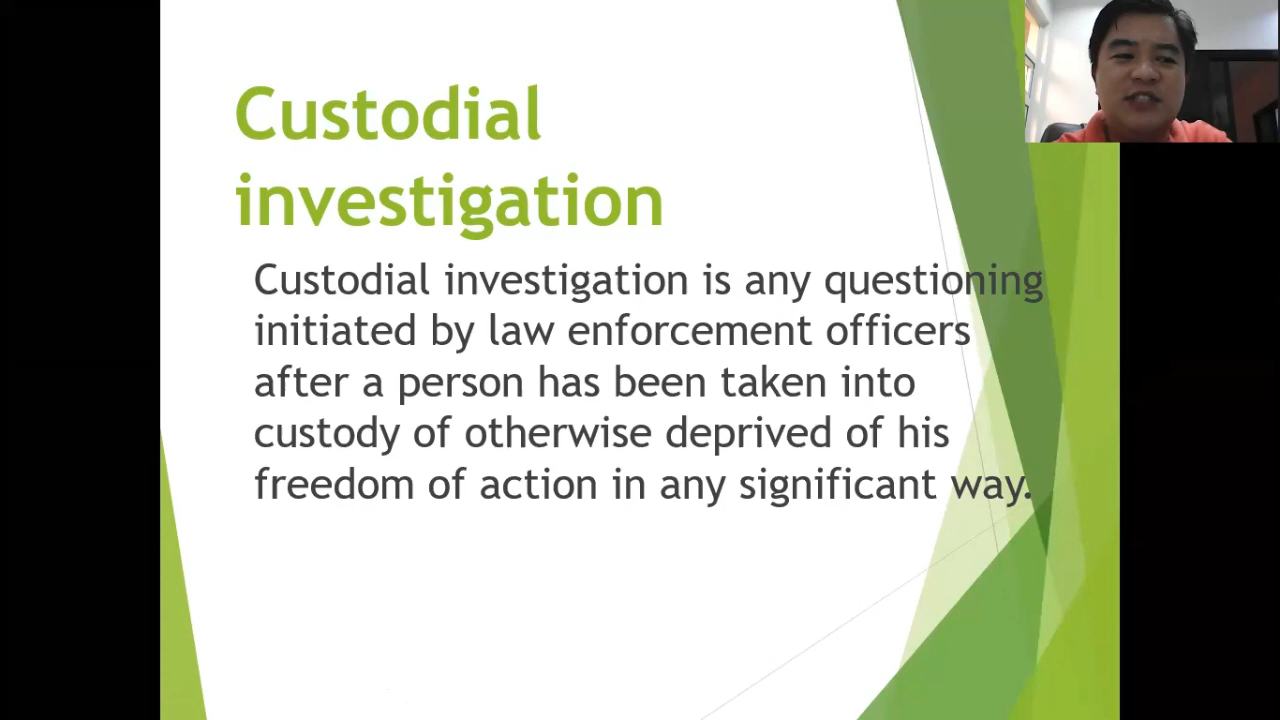 Custodial
investigation
Custodial investigation is any questioning
initiated by law enforcement officers
after a person has been taken into
custody of otherwise deprived of his
freedom of action in any significant way.